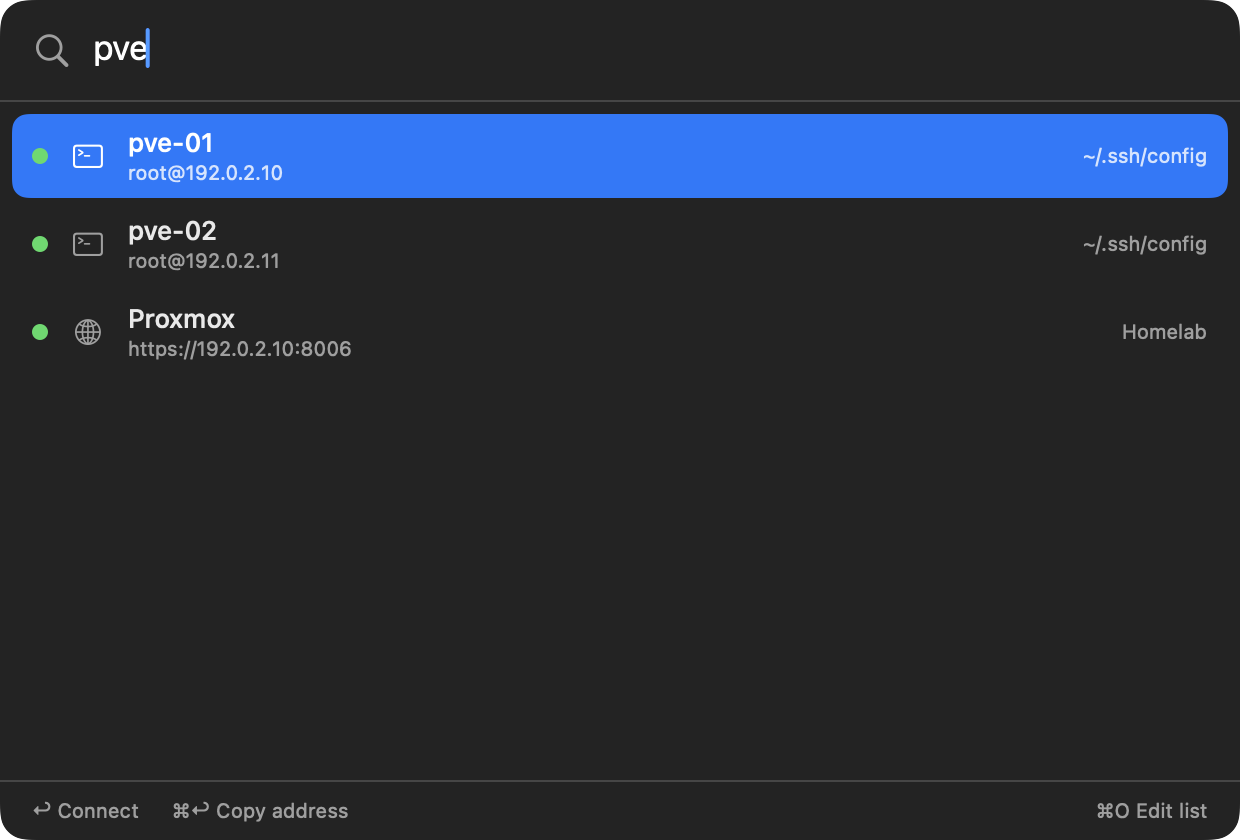 pve
pve-01
root@192.0.2.10
~/.ssh/config
pve-02
root@192.0.2.11
~/.ssh/config
Proxmox
https://192.0.2.10:8006
Homelab
↩ Connect
⌘↩ Copy address
⌘O Edit list